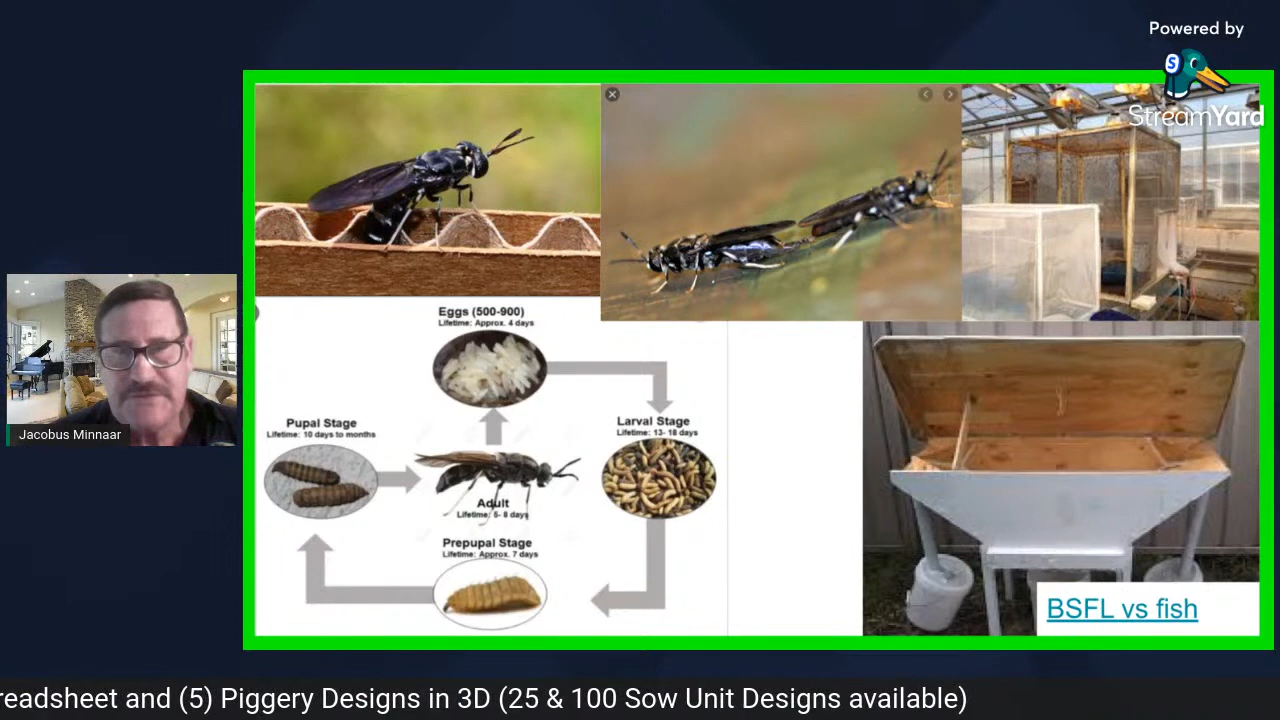 Powered by
StreamYard
Jacobus Minnaar
Eggs (500-900)
Lifetime: Approx. 4 days
Pupal Stage
Lifetime: 10 days to months
Larval Stage
Lifetime: 13- 18 days
Adult
Lifetime: 5- 8 days
Prepupal Stage
Lifetime: Approx. 7 days
BSFL vs fish
readsheet and (5) Piggery Designs in 3D (25 & 100 Sow Unit Designs available)